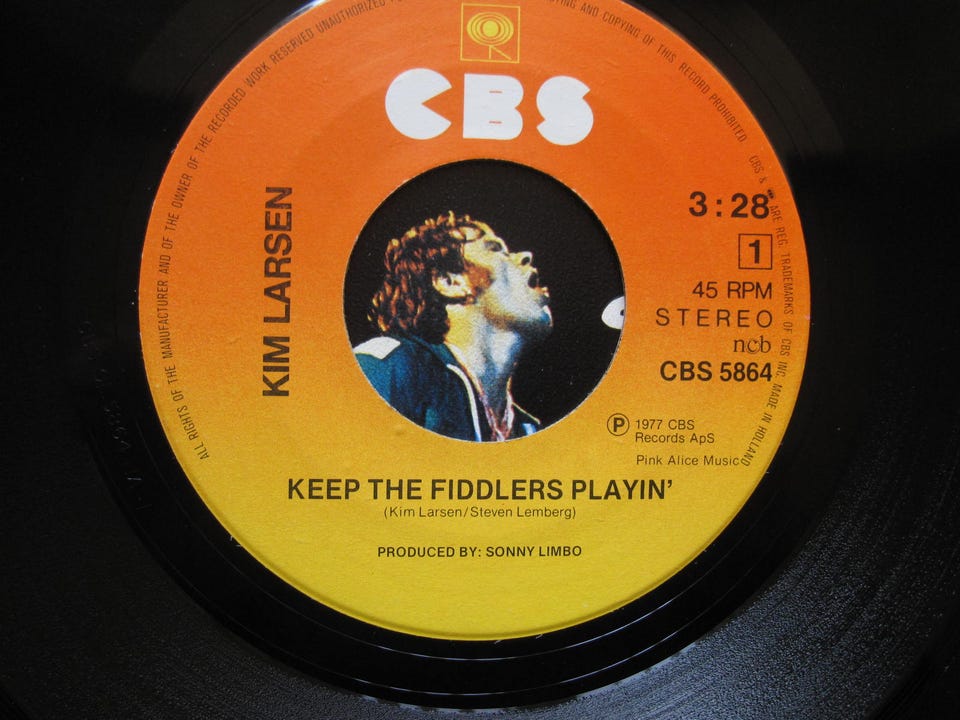 ALL RIGHTS OF THE MANUFACTURER AND OF THE OWNER OF THE RECORDED WORK RESERVED UNAUTHORIZED
AND COPYING OF THIS RECORD PROHIBITED. CBS & ARE REG. TRADEMARKS OF CBS INC. MADE IN HOLLAND
CBS
KIM LARSEN
3:28
1
45 RPM
STEREO
ncb
CBS 5864
P 1977 CBS
Records ApS
Pink Alice Music
KEEP THE FIDDLERS PLAYIN'
(Kim Larsen/Steven Lemberg)
PRODUCED BY: SONNY LIMBO